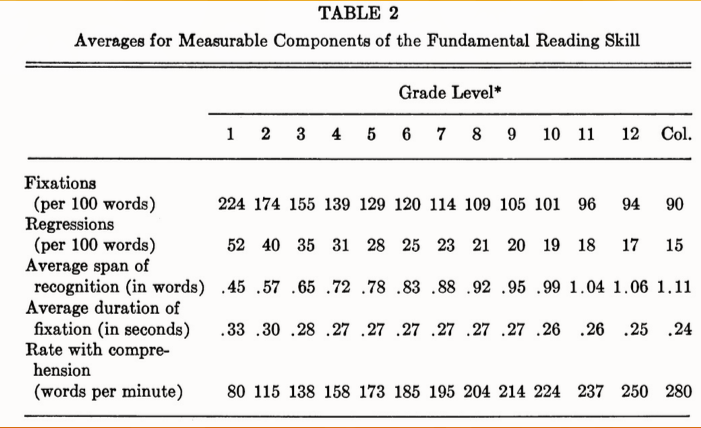 TABLE 2
Averages for Measurable Components of the Fundamental Reading Skill
Grade Level*
1 2 3 4 5 6 7 8 9 10 11 12 Col.
Fixations
(per 100 words) 224 174 155 139 129 120 114 109 105 101 96 94 90
Regressions
(per 100 words) 52 40 35 31 28 25 23 21 20 19 18 17 15
Average span of
recognition (in words) .45 .57 .65 .72 .78 .83 .88 .92 .95 .99 1.04 1.06 1.11
Average duration of
fixation (in seconds) .33 .30 .28 .27 .27 .27 .27 .27 .27 .26 .26 .25 .24
Rate with compre-
hension
(words per minute) 80 115 138 158 173 185 195 204 214 224 237 250 280